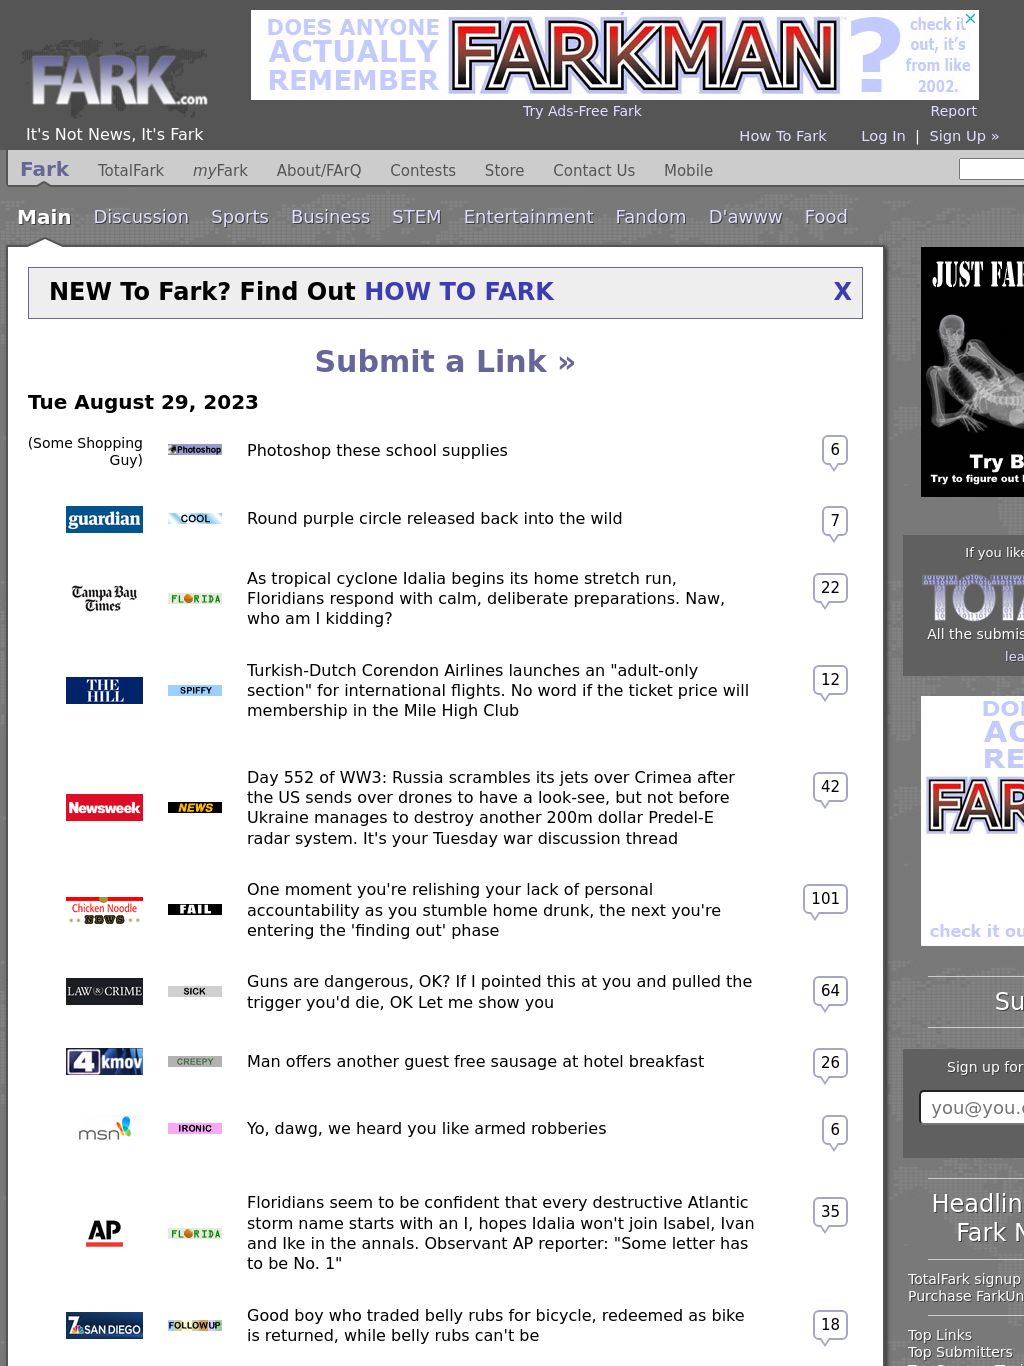 DOES ANYONE
ACTUALLY
REMEMBER
FARKMAN
?
check it
out, it's
from like
2002.
FARK.com
It's Not News, It's Fark
Try Ads-Free Fark
Report
How To Fark
Log In | Sign Up »
Fark TotalFark myFark About/FArQ Contests Store Contact Us Mobile
Main Discussion Sports Business STEM Entertainment Fandom D'awww Food
NEW To Fark? Find Out HOW TO FARK X
Submit a Link »
Tue August 29, 2023
(Some Shopping
Guy)
Photoshop
Photoshop these school supplies
6
guardian
COOL
Round purple circle released back into the wild
7
Tampa Bay
Times
FLORIDA
As tropical cyclone Idalia begins its home stretch run,
Floridians respond with calm, deliberate preparations. Naw,
who am I kidding?
22
THE
HILL
SPIFFY
Turkish-Dutch Corendon Airlines launches an "adult-only
section" for international flights. No word if the ticket price will
membership in the Mile High Club
12
Newsweek
NEWS
Day 552 of WW3: Russia scrambles its jets over Crimea after
the US sends over drones to have a look-see, but not before
Ukraine manages to destroy another 200m dollar Predel-E
radar system. It's your Tuesday war discussion thread
42
Chicken Noodle
NEWS
FAIL
One moment you're relishing your lack of personal
accountability as you stumble home drunk, the next you're
entering the 'finding out' phase
101
LAW & CRIME
SICK
Guns are dangerous, OK? If I pointed this at you and pulled the
trigger you'd die, OK Let me show you
64
4 kmov
CREEPY
Man offers another guest free sausage at hotel breakfast
26
msn
IRONIC
Yo, dawg, we heard you like armed robberies
6
AP
FLORIDA
Floridians seem to be confident that every destructive Atlantic
storm name starts with an I, hopes Idalia won't join Isabel, Ivan
and Ike in the annals. Observant AP reporter: "Some letter has
to be No. 1"
35
7 SAN DIEGO
FOLLOWUP
Good boy who traded belly rubs for bicycle, redeemed as bike
is returned, while belly rubs can't be
18
JUST FAR
Try B
Try to figure out
If you like
TOTA
All the submis
lea
DO
AC
RE
FAR
check it ou
Su
Sign up for
you@you.c
Headlin
Fark N
TotalFark signup
Purchase FarkUn
Top Links
Top Submitters